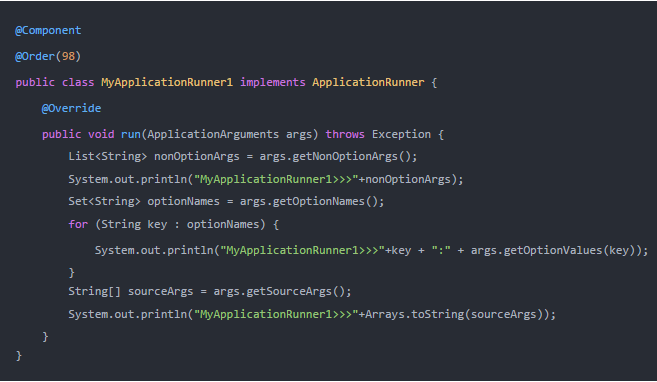 @Component
@Order(98)
public class MyApplicationRunner1 implements ApplicationRunner {
@Override
public void run(ApplicationArguments args) throws Exception {
List<String> nonOptionArgs = args.getNonOptionArgs();
System.out.println("MyApplicationRunner1>>>"+nonOptionArgs);
Set<String> optionNames = args.getOptionNames();
for (String key : optionNames) {
System.out.println("MyApplicationRunner1>>>"+key + ":" + args.getOptionValues(key));
}
String[] sourceArgs = args.getSourceArgs();
System.out.println("MyApplicationRunner1>>>"+Arrays.toString(sourceArgs));
}
}